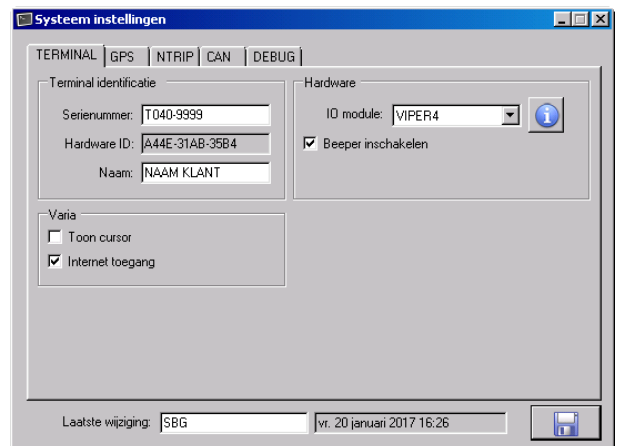 Systeem instellingen
TERMINAL GPS NTRIP CAN DEBUG
Terminal identificatie
Serienummer: T040-9999
Hardware ID: A44E-31AB-35B4
Naam: NAAM KLANT
Hardware
IO module: VIPER4
Beeper inschakelen
Varia
Toon cursor
Internet toegang
Laatste wijziging: SBG vr. 20 januari 2017 16:26